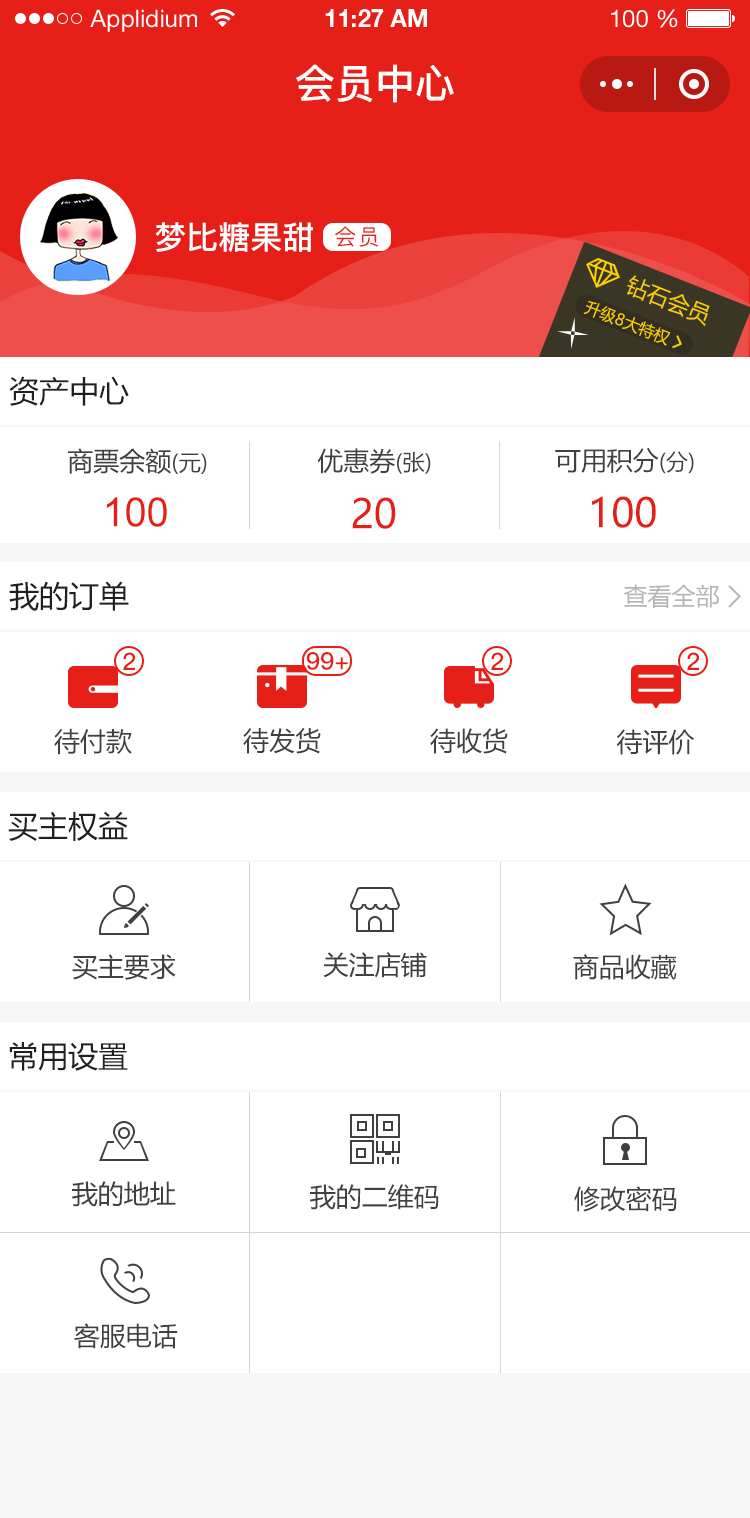 Applidium 11:27 AM 100 %
会员中心
梦比糖果甜 会员
钻石会员
升级8大特权
资产中心
商票余额(元) 优惠券(张) 可用积分(分)
100 20 100
我的订单 查看全部
2 99+ 2 2
待付款 待发货 待收货 待评价
买主权益
买主要求 关注店铺 商品收藏
常用设置
我的地址 我的二维码 修改密码
客服电话